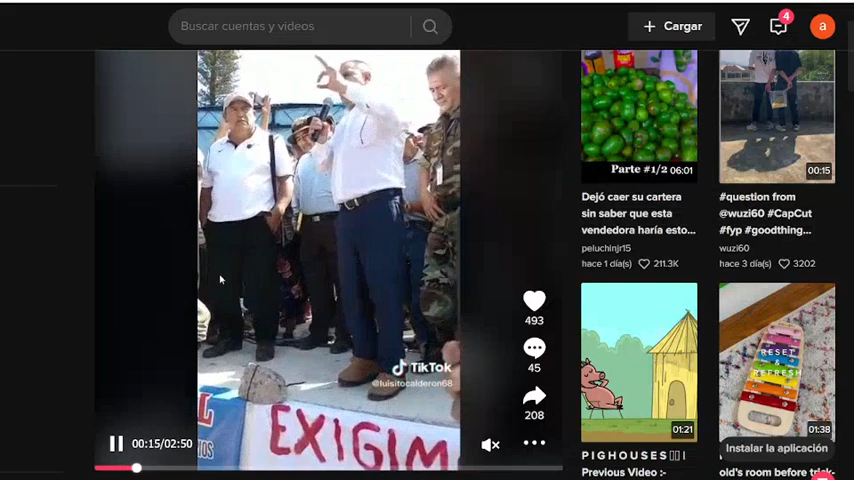 Buscar cuentas y videos
+ Cargar
4
a
Parte #1/2
06:01
00:15
Dejó caer su cartera
sin saber que esta
vendedora haría esto...
peluchinjr15
hace 1 día(s) 211.3K
#question from
@wuzi60 #CapCut
#fyp #goodthing...
wuzi60
hace 3 día(s) 3202
493
45
208
TikTok
@luisitocalderon68
EXIGIM
00:15/02:50
01:21
RESET
&
REFRESH
01:38
Instalar la aplicación
PIGHOUSES
Previous Video :-
old's room before trick-